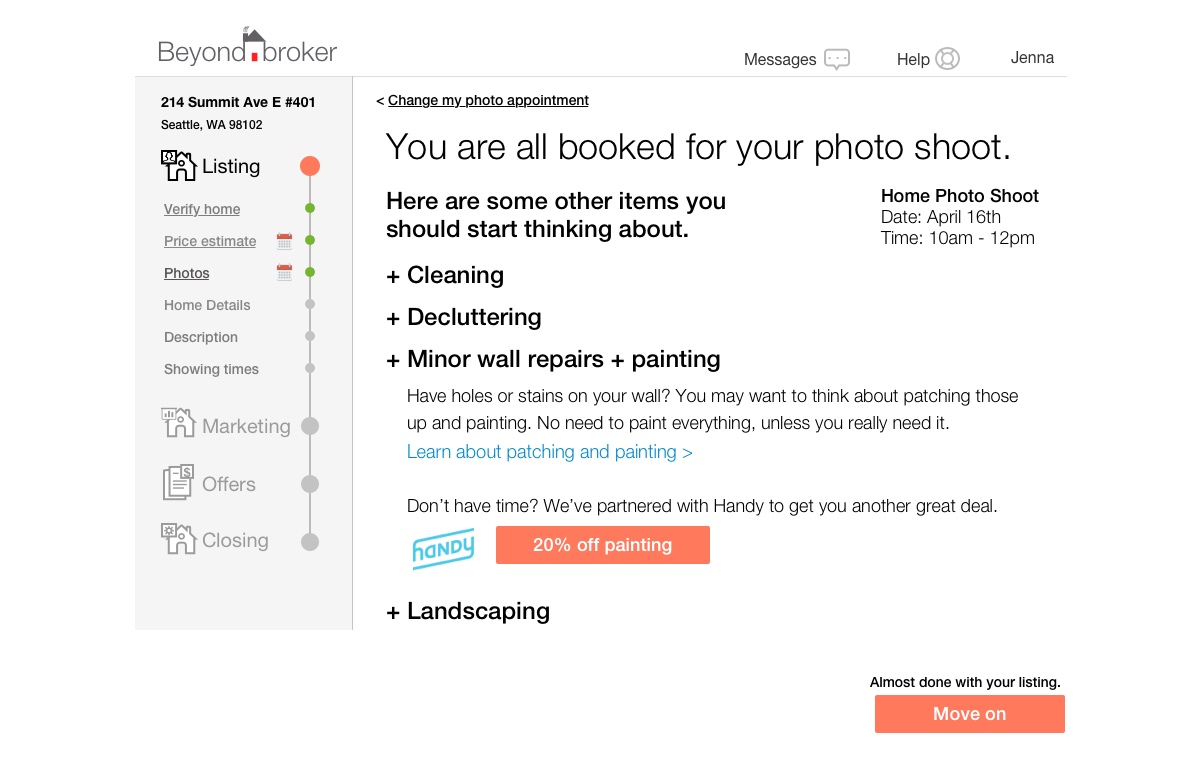 Beyond broker
Messages
Help
Jenna
214 Summit Ave E #401
Seattle, WA 98102
Listing
Verify home
Price estimate
Photos
Home Details
Description
Showing times
Marketing
Offers
Closing
< Change my photo appointment
You are all booked for your photo shoot.
Here are some other items you
should start thinking about.
Home Photo Shoot
Date: April 16th
Time: 10am - 12pm
+ Cleaning
+ Decluttering
+ Minor wall repairs + painting
Have holes or stains on your wall? You may want to think about patching those
up and painting. No need to paint everything, unless you really need it.
Learn about patching and painting >
Don’t have time? We’ve partnered with Handy to get you another great deal.
HANDY
20% off painting
+ Landscaping
Almost done with your listing.
Move on